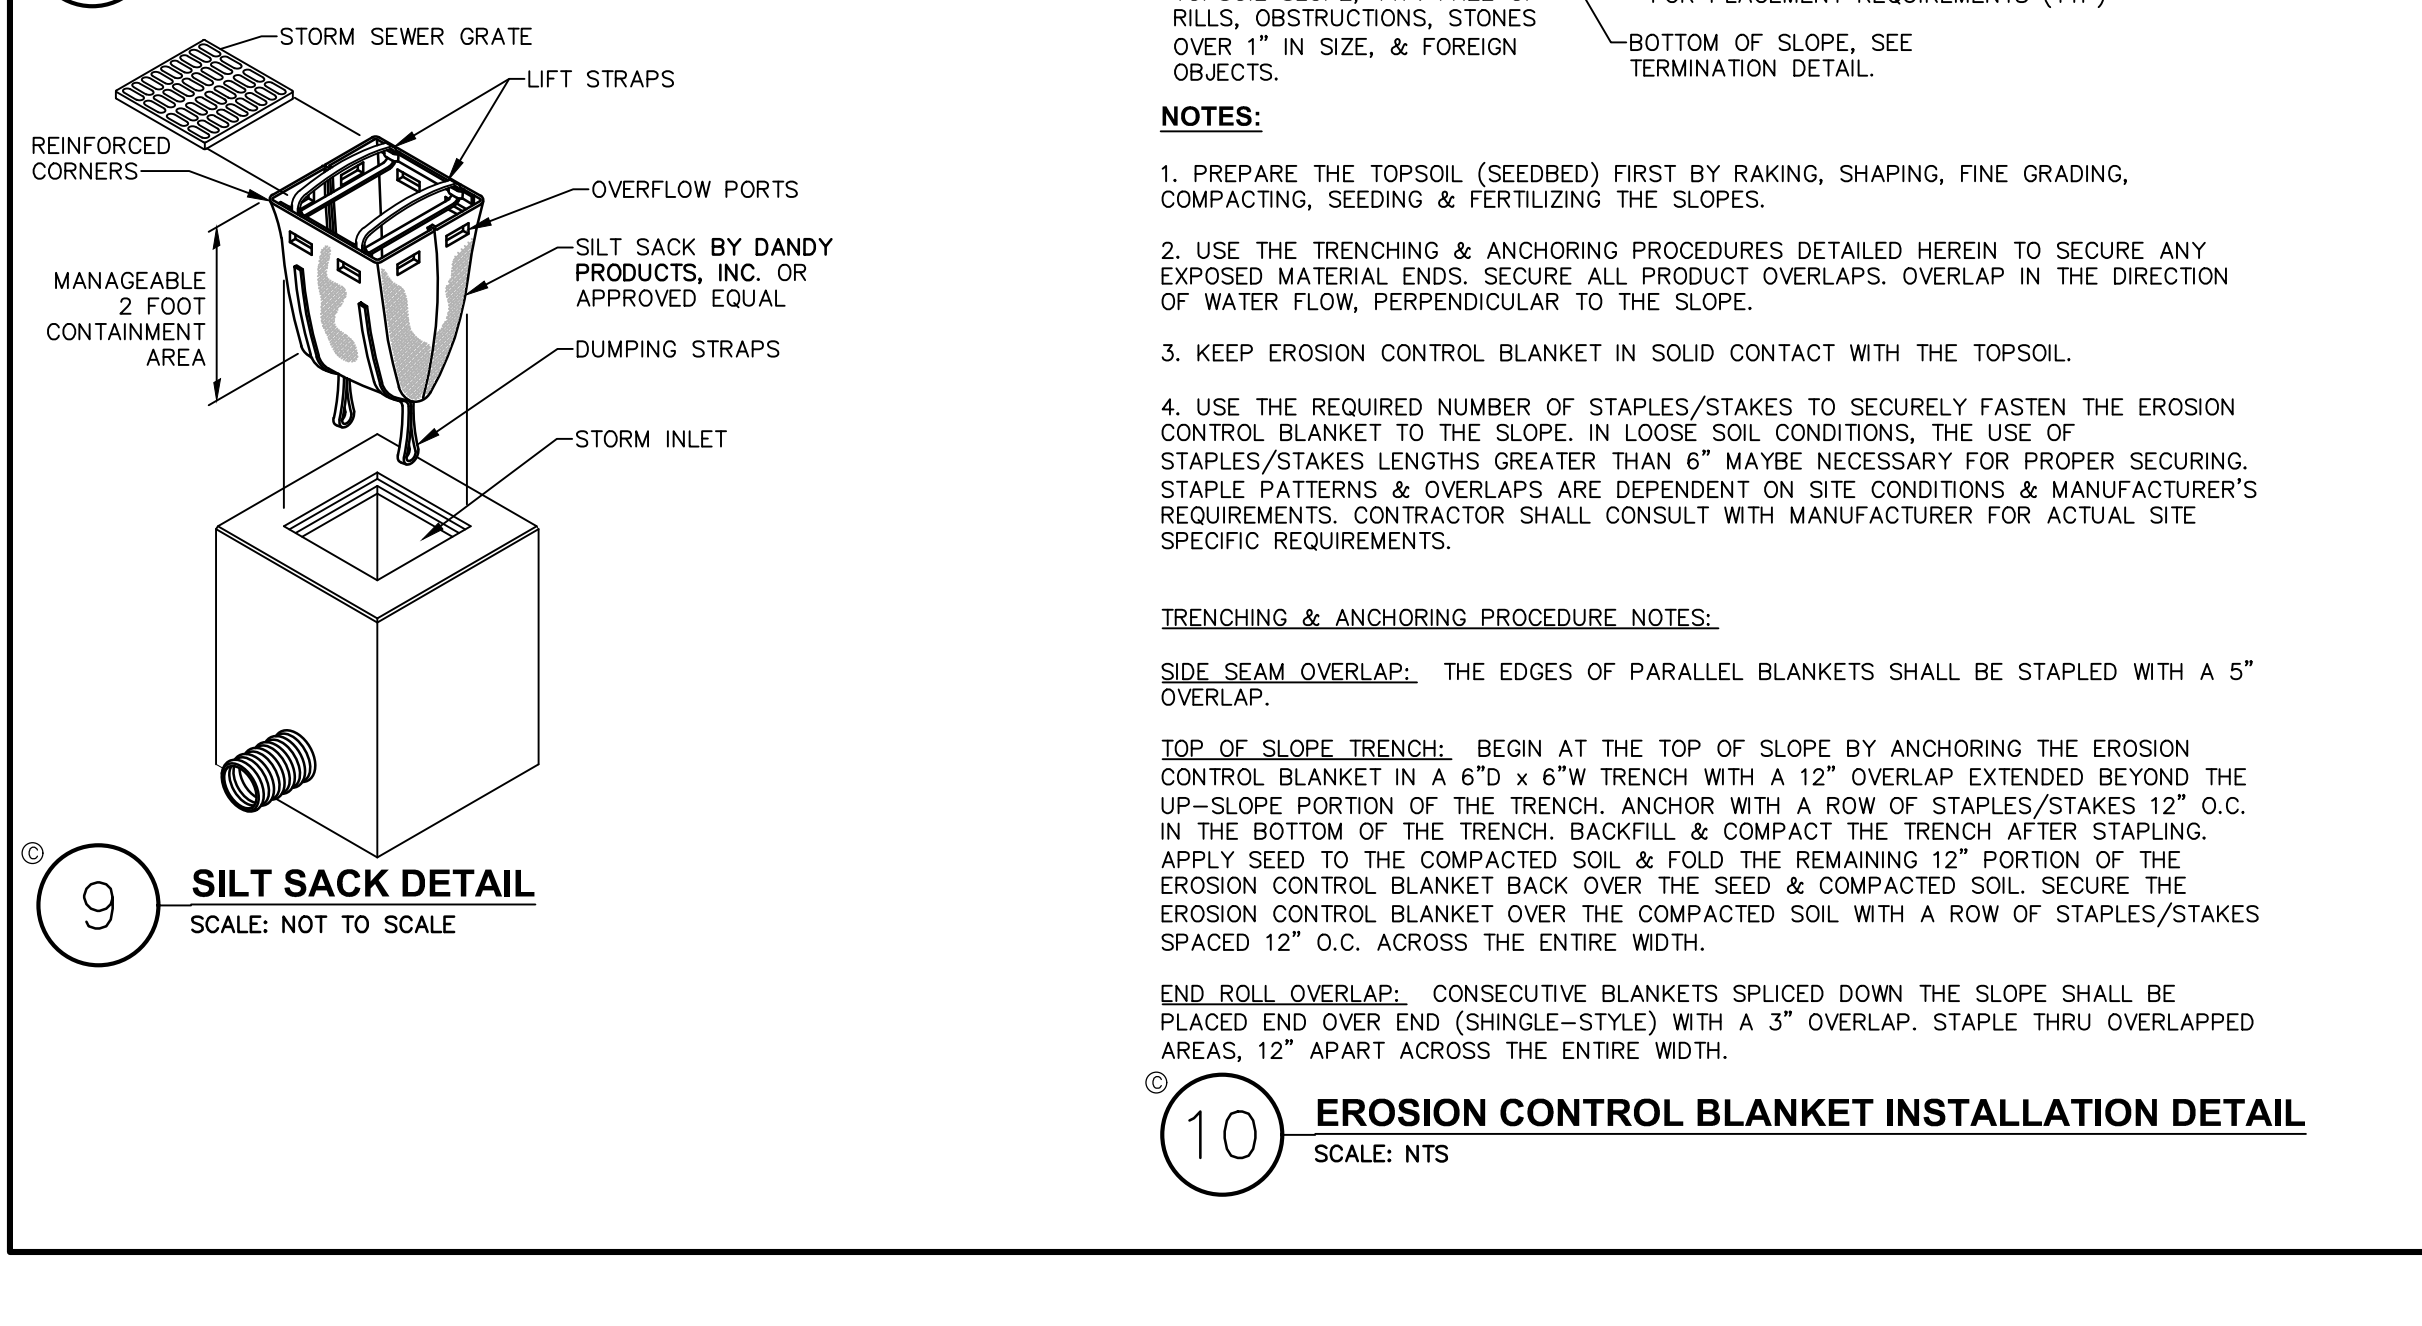 STORM SEWER GRATE
LIFT STRAPS
REINFORCED
CORNERS
OVERFLOW PORTS
SILT SACK BY DANDY
PRODUCTS, INC. OR
APPROVED EQUAL
MANAGEABLE
2 FOOT
CONTAINMENT
AREA
DUMPING STRAPS
STORM INLET
©
9
SILT SACK DETAIL
SCALE: NOT TO SCALE
RILLS, OBSTRUCTIONS, STONES
OVER 1" IN SIZE, & FOREIGN
OBJECTS.
BOTTOM OF SLOPE, SEE
TERMINATION DETAIL.
NOTES:
1. PREPARE THE TOPSOIL (SEEDBED) FIRST BY RAKING, SHAPING, FINE GRADING,
COMPACTING, SEEDING & FERTILIZING THE SLOPES.
2. USE THE TRENCHING & ANCHORING PROCEDURES DETAILED HEREIN TO SECURE ANY
EXPOSED MATERIAL ENDS. SECURE ALL PRODUCT OVERLAPS. OVERLAP IN THE DIRECTION
OF WATER FLOW, PERPENDICULAR TO THE SLOPE.
3. KEEP EROSION CONTROL BLANKET IN SOLID CONTACT WITH THE TOPSOIL.
4. USE THE REQUIRED NUMBER OF STAPLES/STAKES TO SECURELY FASTEN THE EROSION
CONTROL BLANKET TO THE SLOPE. IN LOOSE SOIL CONDITIONS, THE USE OF
STAPLES/STAKES LENGTHS GREATER THAN 6" MAYBE NECESSARY FOR PROPER SECURING.
STAPLE PATTERNS & OVERLAPS ARE DEPENDENT ON SITE CONDITIONS & MANUFACTURER'S
REQUIREMENTS. CONTRACTOR SHALL CONSULT WITH MANUFACTURER FOR ACTUAL SITE
SPECIFIC REQUIREMENTS.
TRENCHING & ANCHORING PROCEDURE NOTES:
SIDE SEAM OVERLAP: THE EDGES OF PARALLEL BLANKETS SHALL BE STAPLED WITH A 5"
OVERLAP.
TOP OF SLOPE TRENCH: BEGIN AT THE TOP OF SLOPE BY ANCHORING THE EROSION
CONTROL BLANKET IN A 6"D x 6"W TRENCH WITH A 12" OVERLAP EXTENDED BEYOND THE
UP-SLOPE PORTION OF THE TRENCH. ANCHOR WITH A ROW OF STAPLES/STAKES 12" O.C.
IN THE BOTTOM OF THE TRENCH. BACKFILL & COMPACT THE TRENCH AFTER STAPLING.
APPLY SEED TO THE COMPACTED SOIL & FOLD THE REMAINING 12" PORTION OF THE
EROSION CONTROL BLANKET BACK OVER THE SEED & COMPACTED SOIL. SECURE THE
EROSION CONTROL BLANKET OVER THE COMPACTED SOIL WITH A ROW OF STAPLES/STAKES
SPACED 12" O.C. ACROSS THE ENTIRE WIDTH.
END ROLL OVERLAP: CONSECUTIVE BLANKETS SPLICED DOWN THE SLOPE SHALL BE
PLACED END OVER END (SHINGLE-STYLE) WITH A 3" OVERLAP. STAPLE THRU OVERLAPPED
AREAS, 12" APART ACROSS THE ENTIRE WIDTH.
©
10
EROSION CONTROL BLANKET INSTALLATION DETAIL
SCALE: NTS